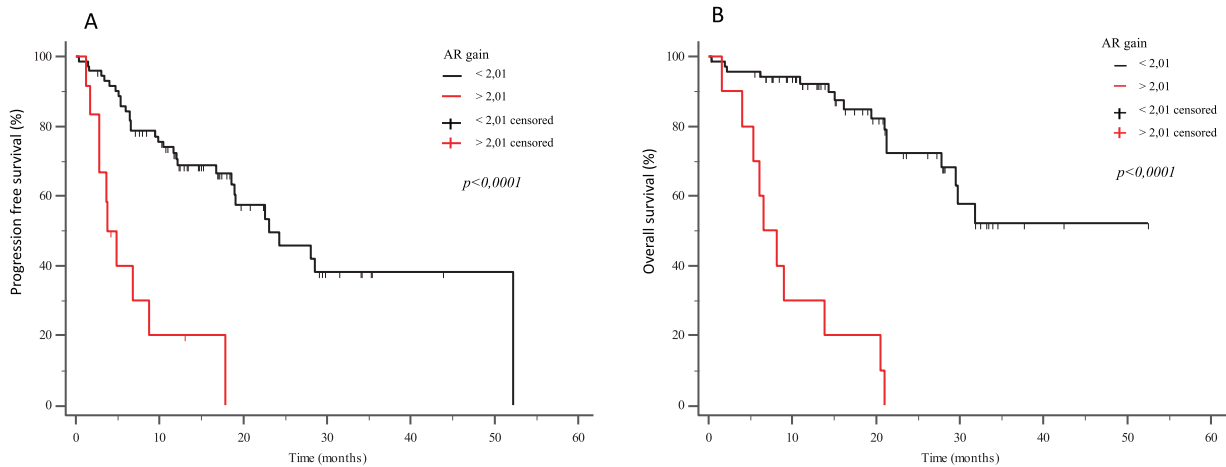 A
Progression free survival (%)
100
80
60
40
20
0
0 10 20 30 40 50 60
Time (months)
AR gain
< 2,01
> 2,01
< 2,01 censored
> 2,01 censored
p<0,0001
B
Overall survival (%)
100
80
60
40
20
0
0 10 20 30 40 50 60
Time (months)
AR gain
< 2,01
> 2,01
< 2,01 censored
> 2,01 censored
p<0,0001